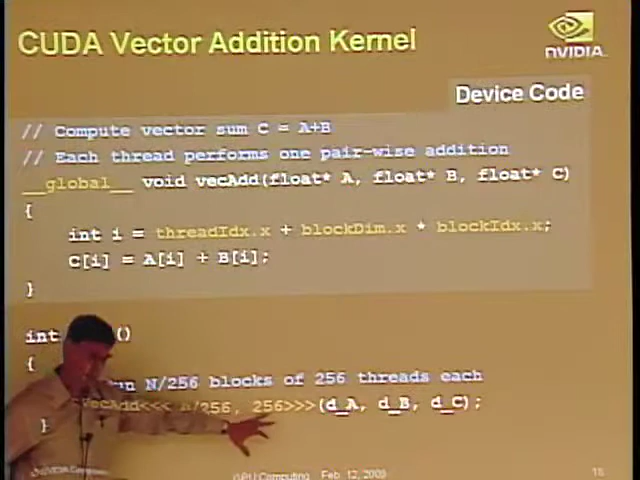 CUDA Vector Addition Kernel
NVIDIA
Device Code
// Compute vector sum C = A+B
// Each thread performs one pair-wise addition
__global__ void vecAdd(float* A, float* B, float* C)
{
int i = threadIdx.x + blockDim.x * blockIdx.x;
C[i] = A[i] + B[i];
}
int ()
{
N/256 blocks of 256 threads each
vecAdd<<< N/256, 256>>>(d_A, d_B, d_C);
}
GPU Computing Feb. 12, 2009